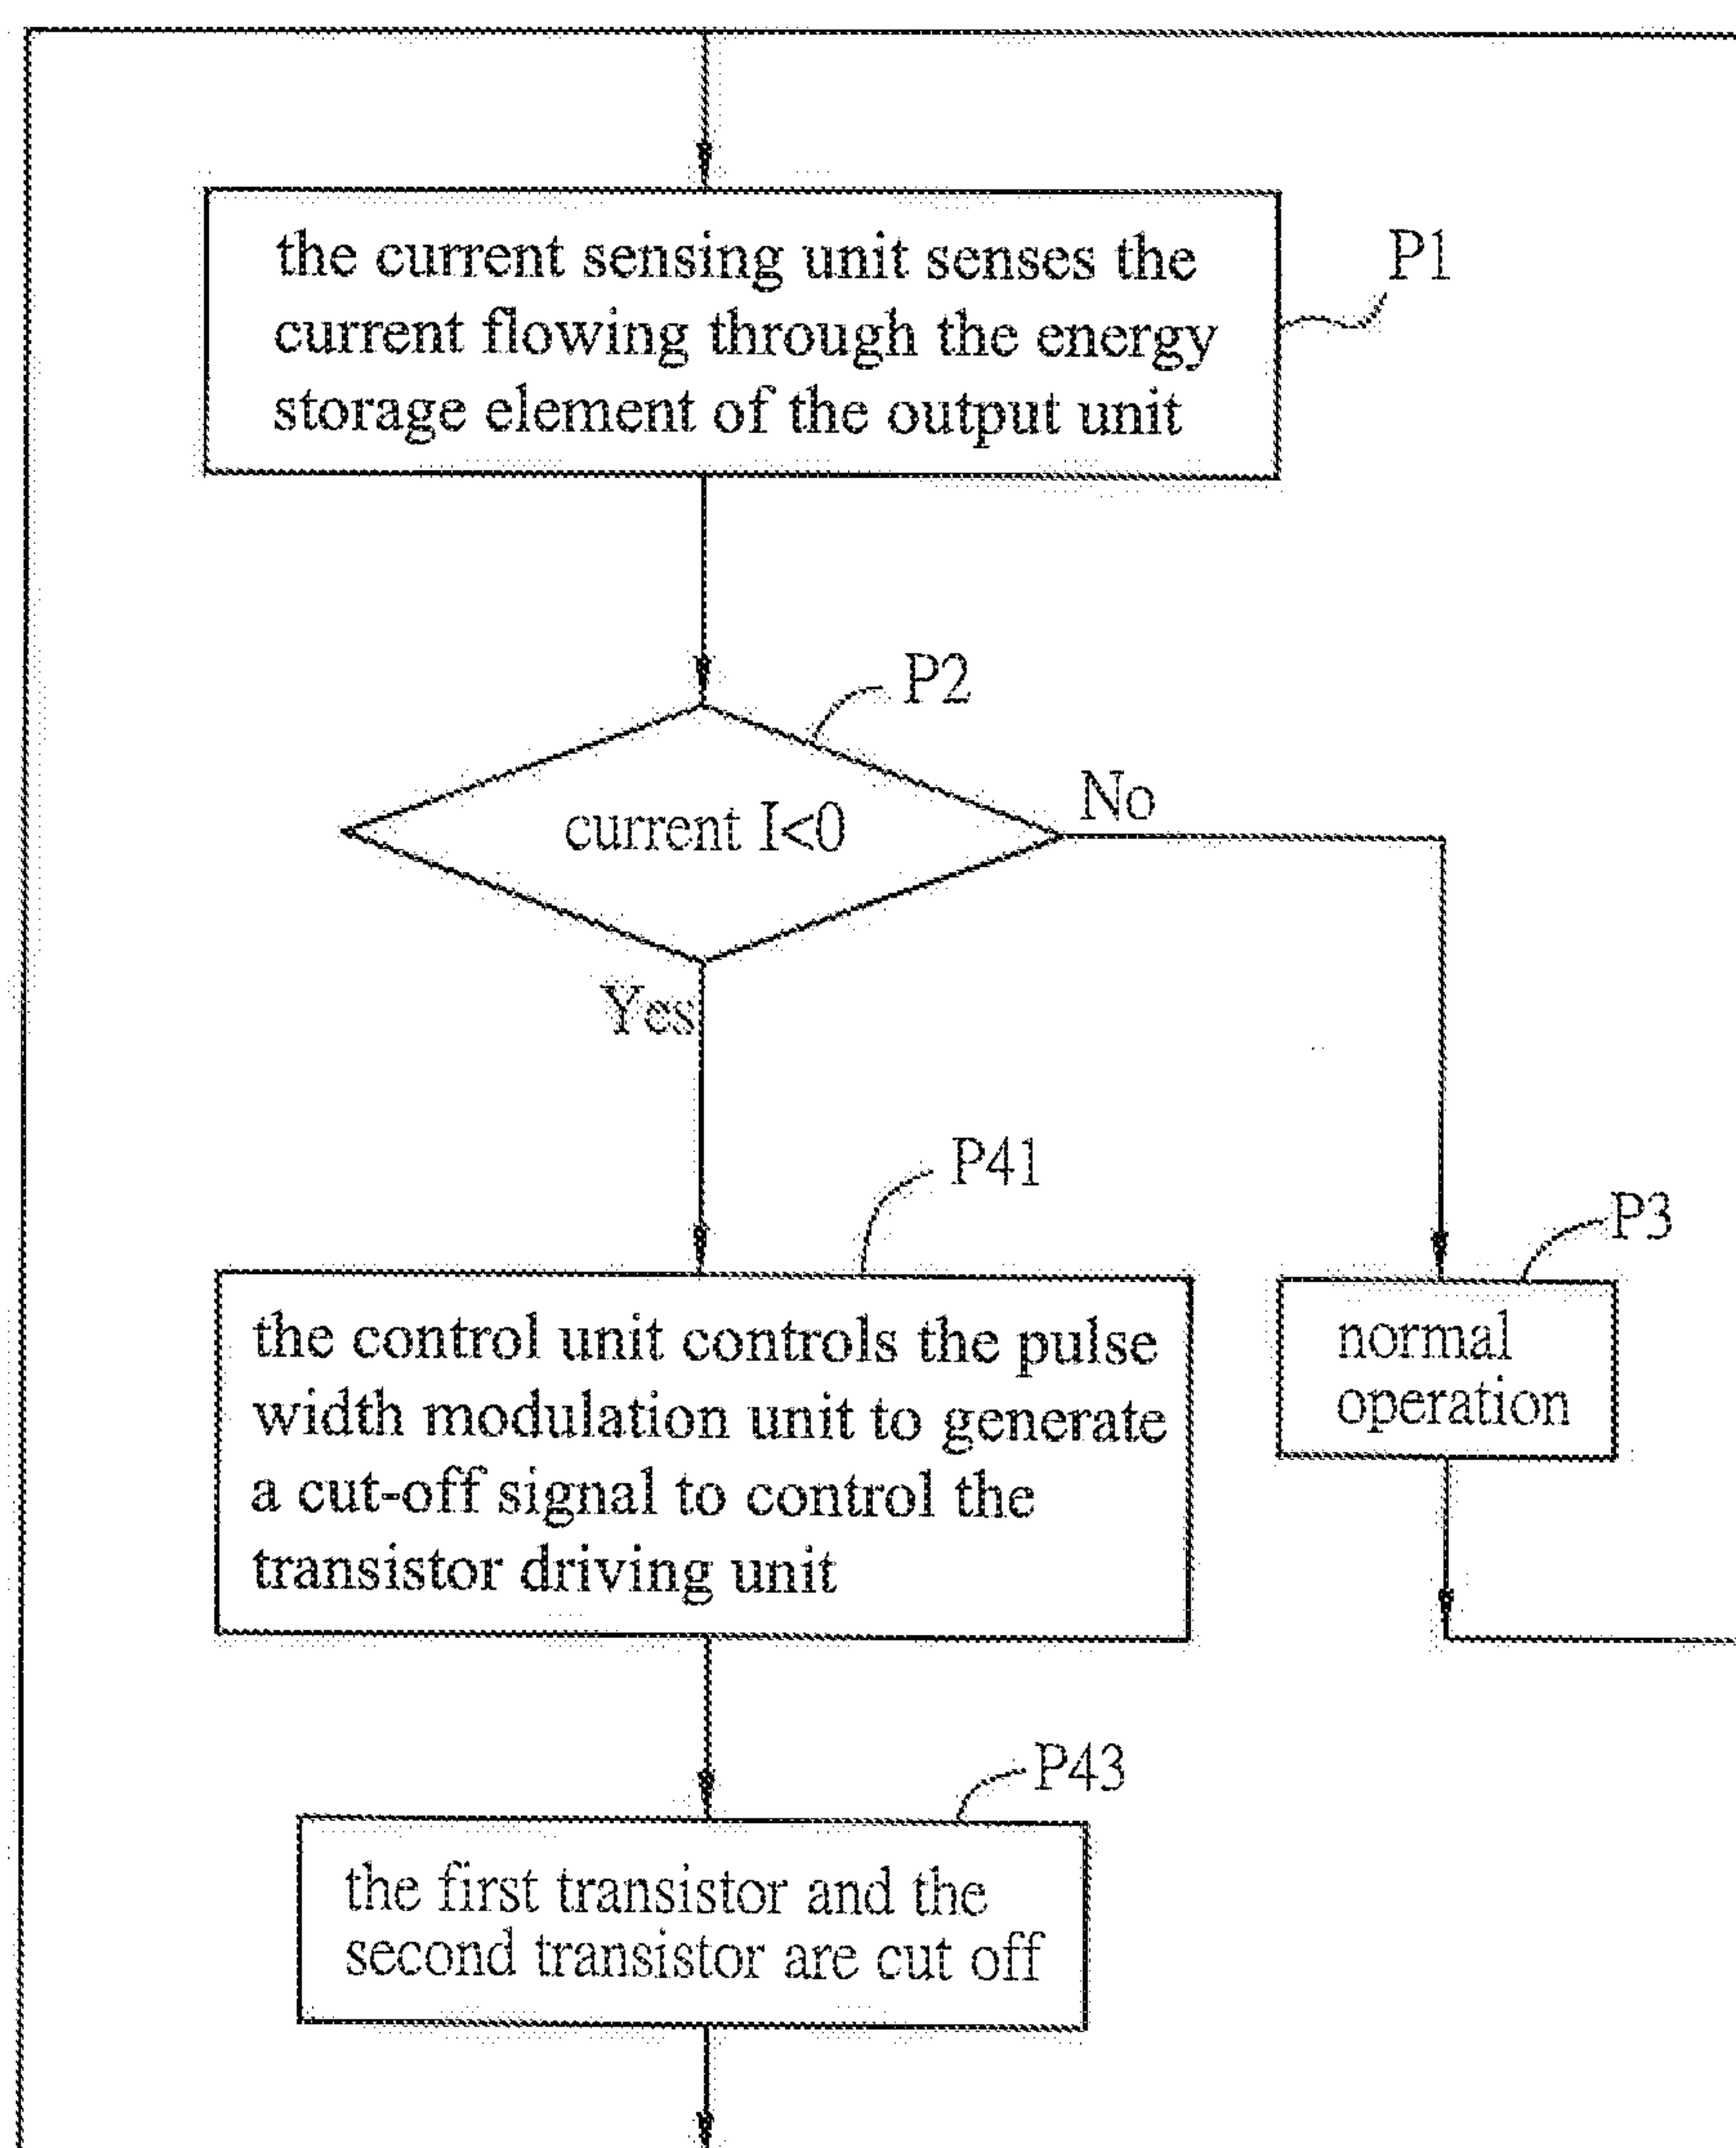 the current sensing unit senses the
current flowing through the energy
storage element of the output unit
P1
P2
current I<0
No
Yes
P41
P3
the control unit controls the pulse
width modulation unit to generate
a cut-off signal to control the
transistor driving unit
normal
operation
P43
the first transistor and the
second transistor are cut off